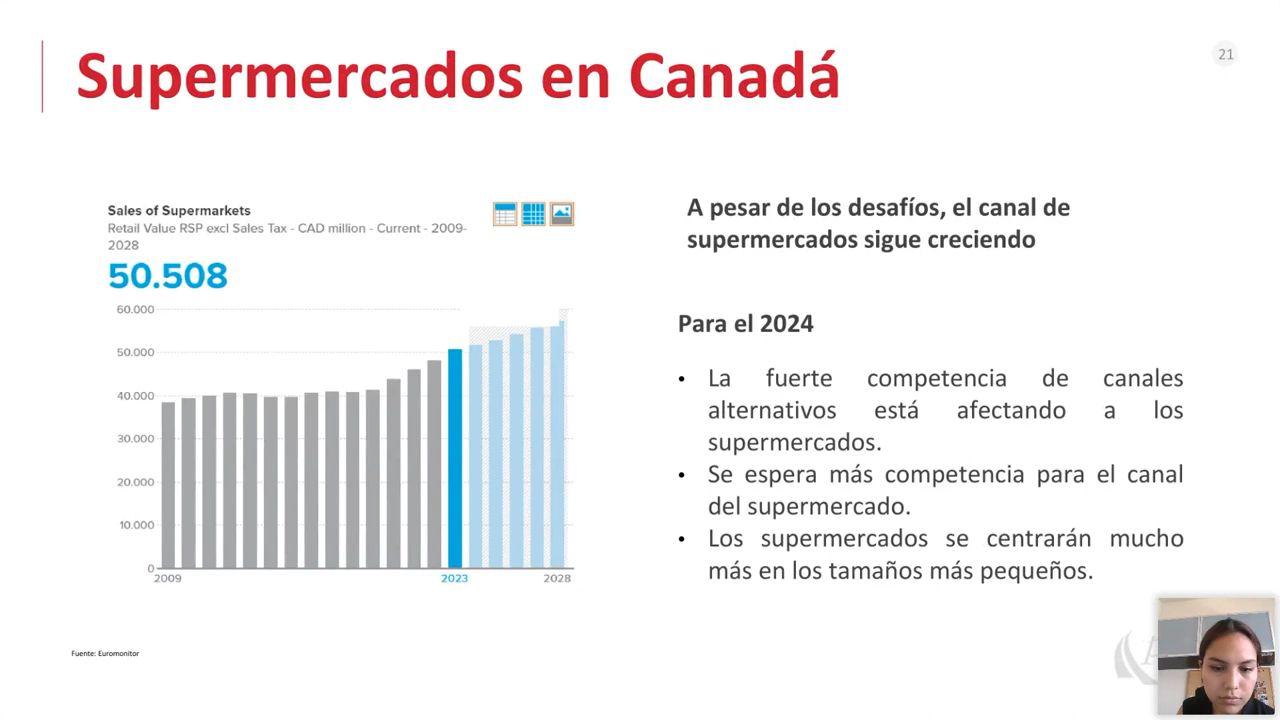 Supermercados en Canadá
21
Sales of Supermarkets
Retail Value RSP excl Sales Tax - CAD million - Current - 2009-
2028
50.508
60.000
50.000
40.000
30.000
20.000
10.000
0
2009
2023
2028
Fuente: Euromonitor
A pesar de los desafíos, el canal de
supermercados sigue creciendo
Para el 2024
• La fuerte competencia de canales
alternativos está afectando a los
supermercados.
• Se espera más competencia para el canal
del supermercado.
• Los supermercados se centrarán mucho
más en los tamaños más pequeños.